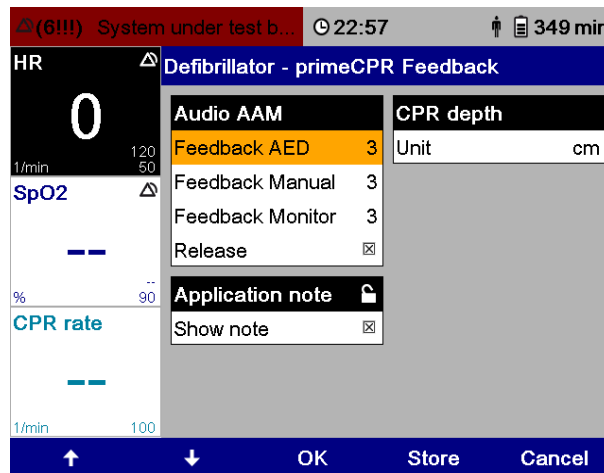 (6!!!) System under test b... 22:57 349 min
HR
0
120
1/min 50
SpO2
--
--
% 90
CPR rate
--
1/min 100
Defibrillator - primeCPR Feedback
Audio AAM
Feedback AED 3
Feedback Manual 3
Feedback Monitor 3
Release ☒
Application note
Show note ☒
CPR depth
Unit cm
↑ ↓ OK Store Cancel